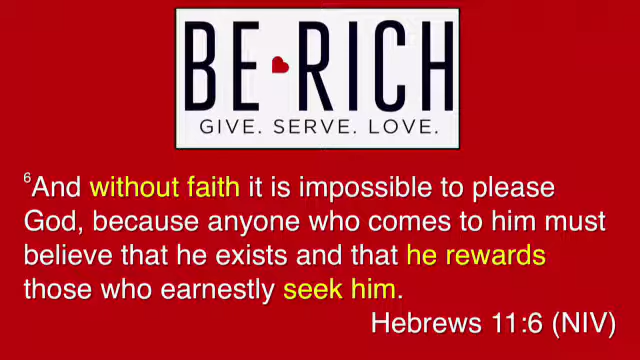 BE RICH
GIVE. SERVE. LOVE.
6And without faith it is impossible to please
God, because anyone who comes to him must
believe that he exists and that he rewards
those who earnestly seek him.
Hebrews 11:6 (NIV)